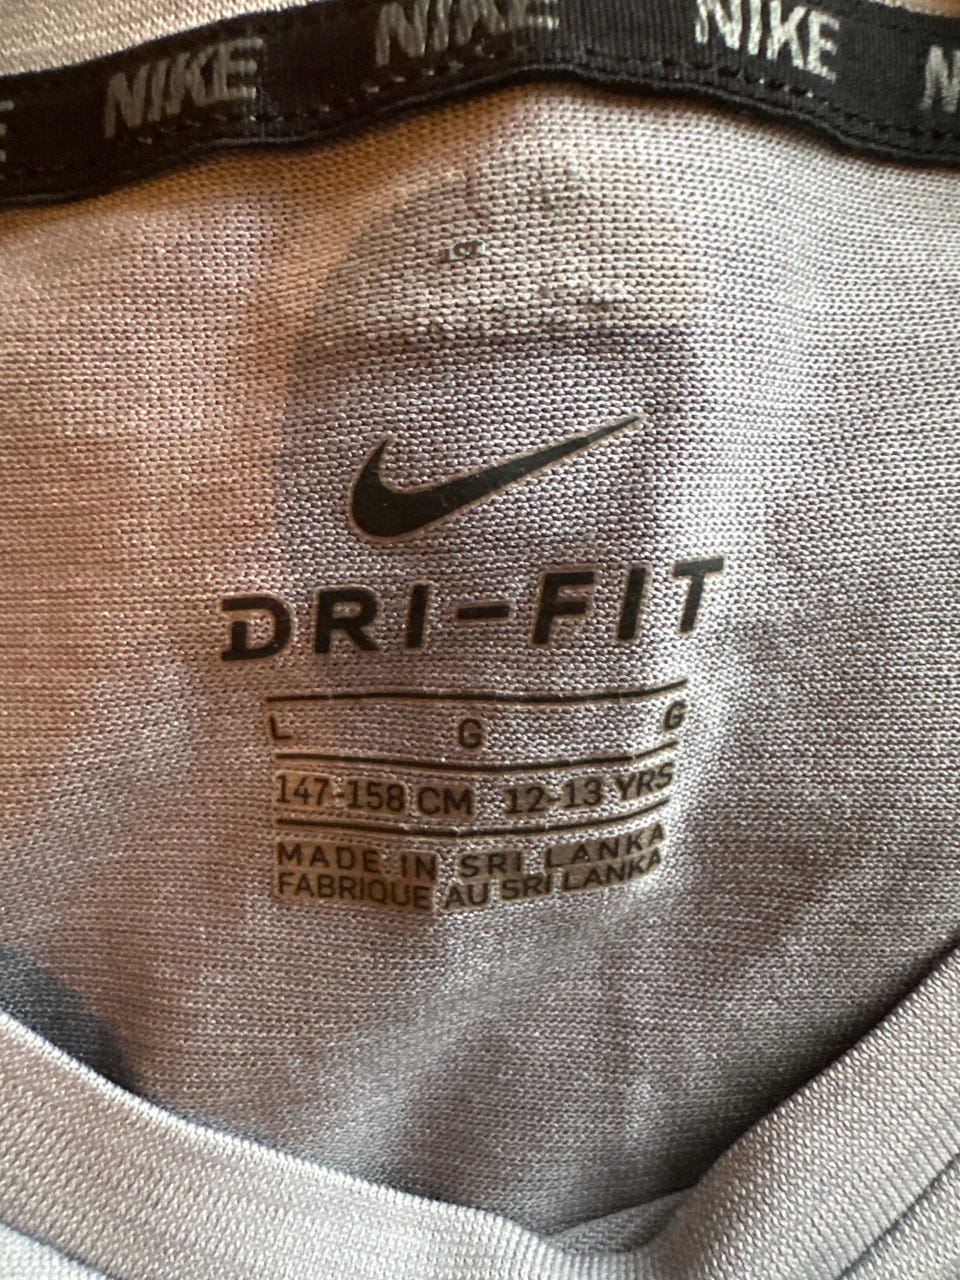 NIKE NIKE NIKE
DRI-FIT
L G G
147-158 CM 12-13 YRS
MADE IN SRI LANKA
FABRIQUE AU SRI LANKA